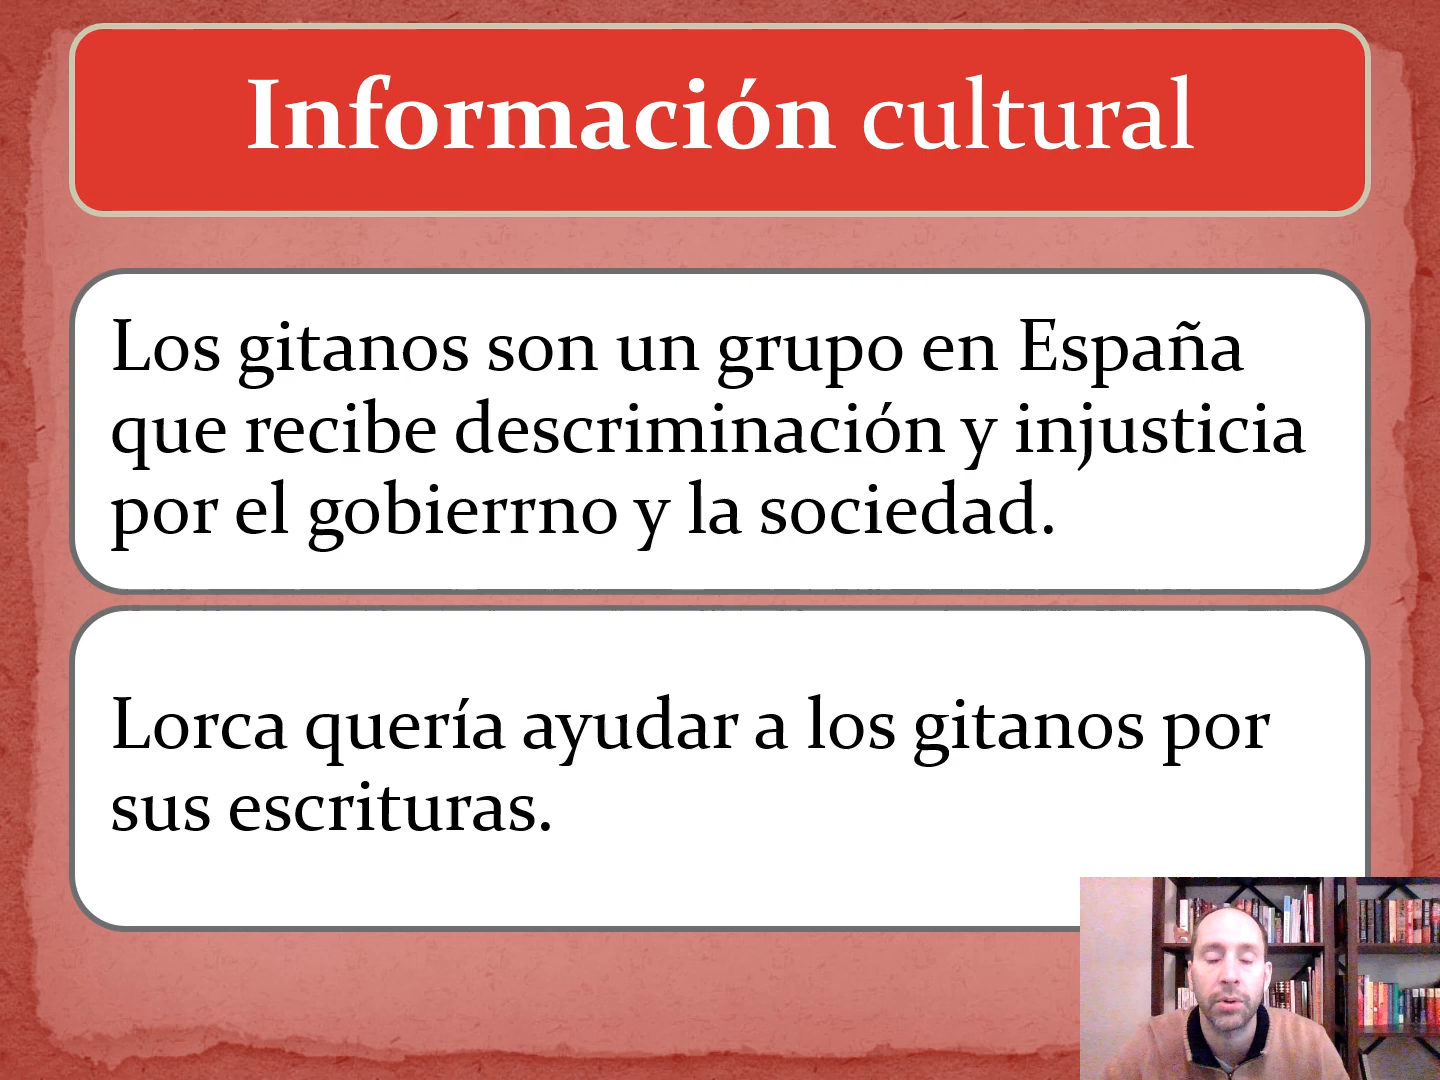 Información cultural
Los gitanos son un grupo en España
que recibe descriminación y injusticia
por el gobierrno y la sociedad.
Lorca quería ayudar a los gitanos por
sus escrituras.